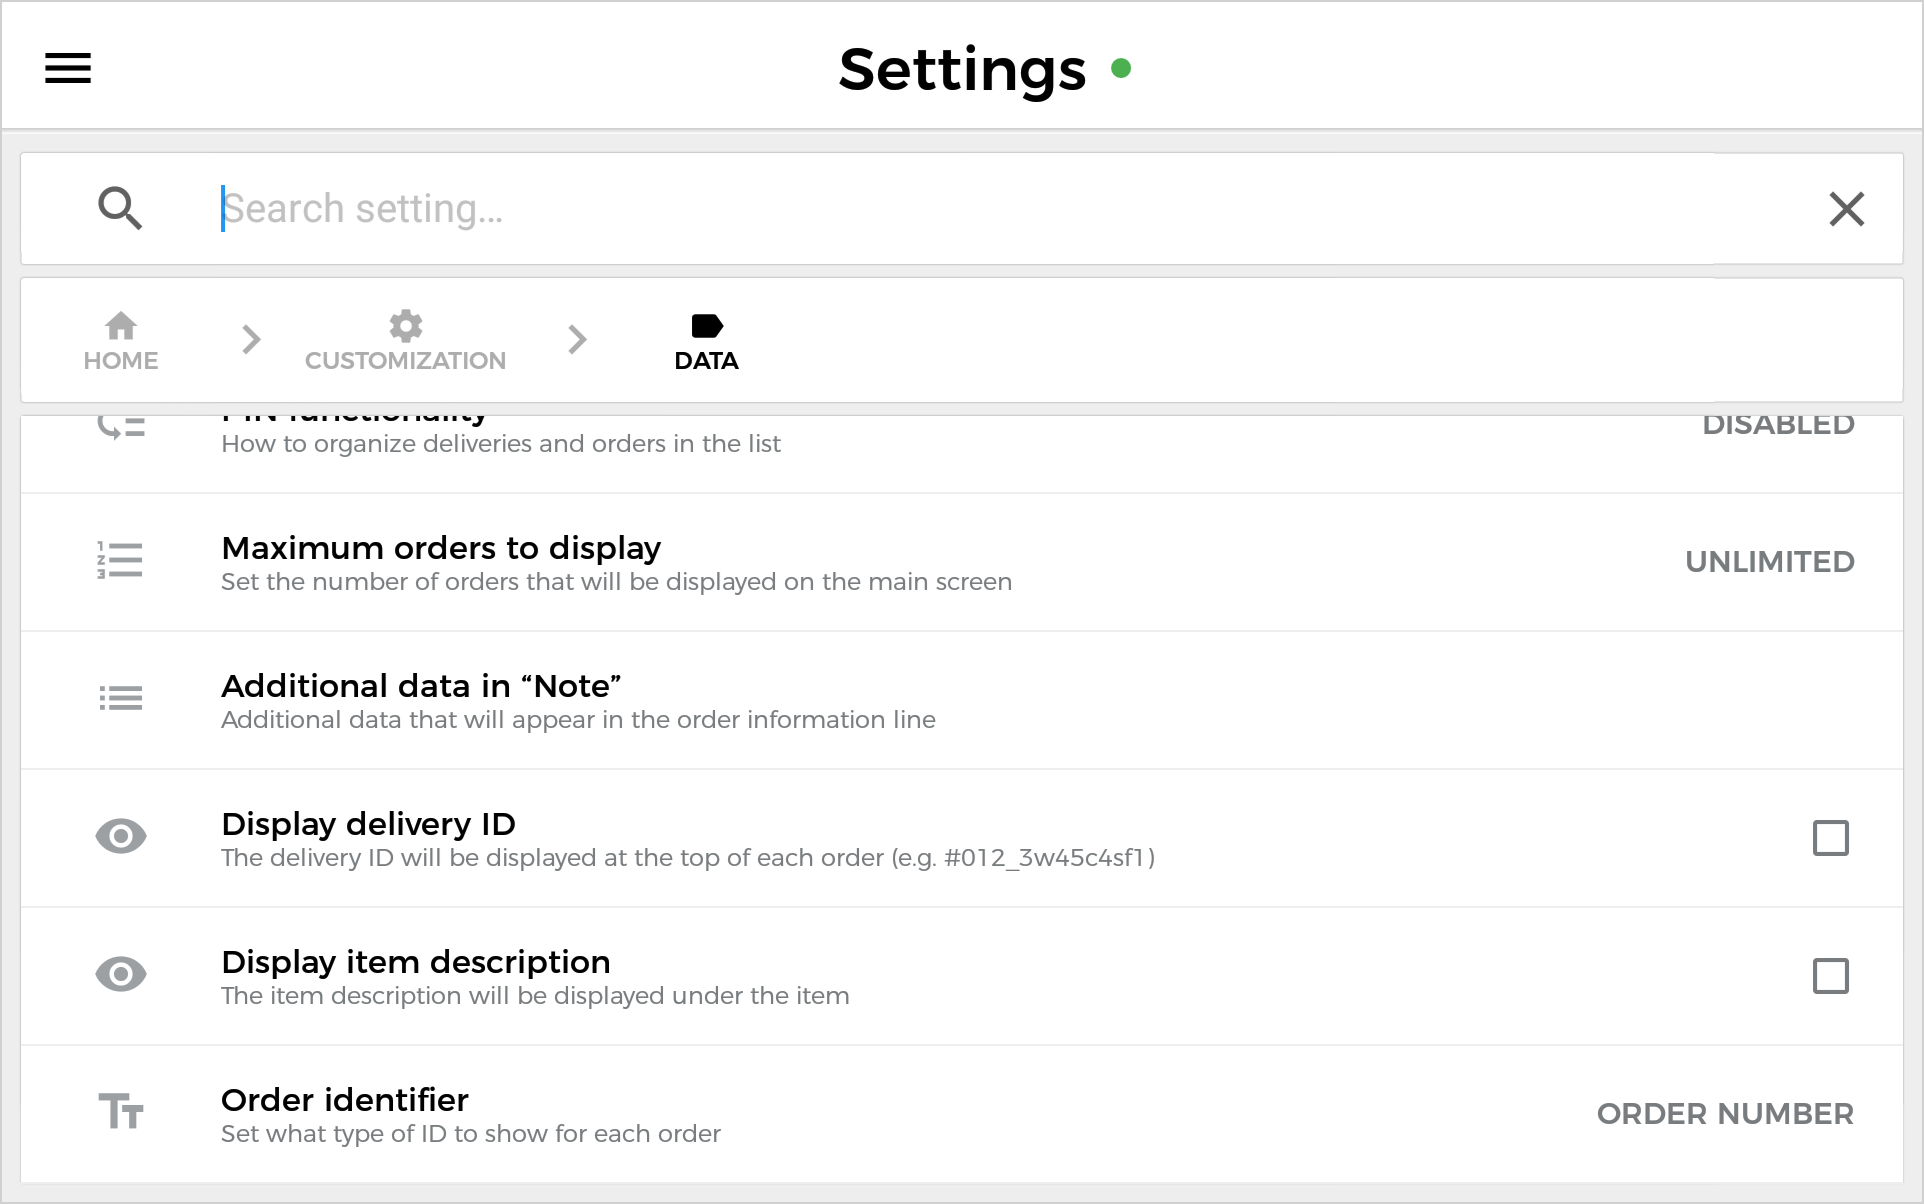 Settings
Search setting...
HOME
CUSTOMIZATION
DATA
PIN functionality
DISABLED
How to organize deliveries and orders in the list
Maximum orders to display
UNLIMITED
Set the number of orders that will be displayed on the main screen
Additional data in “Note”
Additional data that will appear in the order information line
Display delivery ID
The delivery ID will be displayed at the top of each order (e.g. #012_3w45c4sf1)
Display item description
The item description will be displayed under the item
Order identifier
ORDER NUMBER
Set what type of ID to show for each order